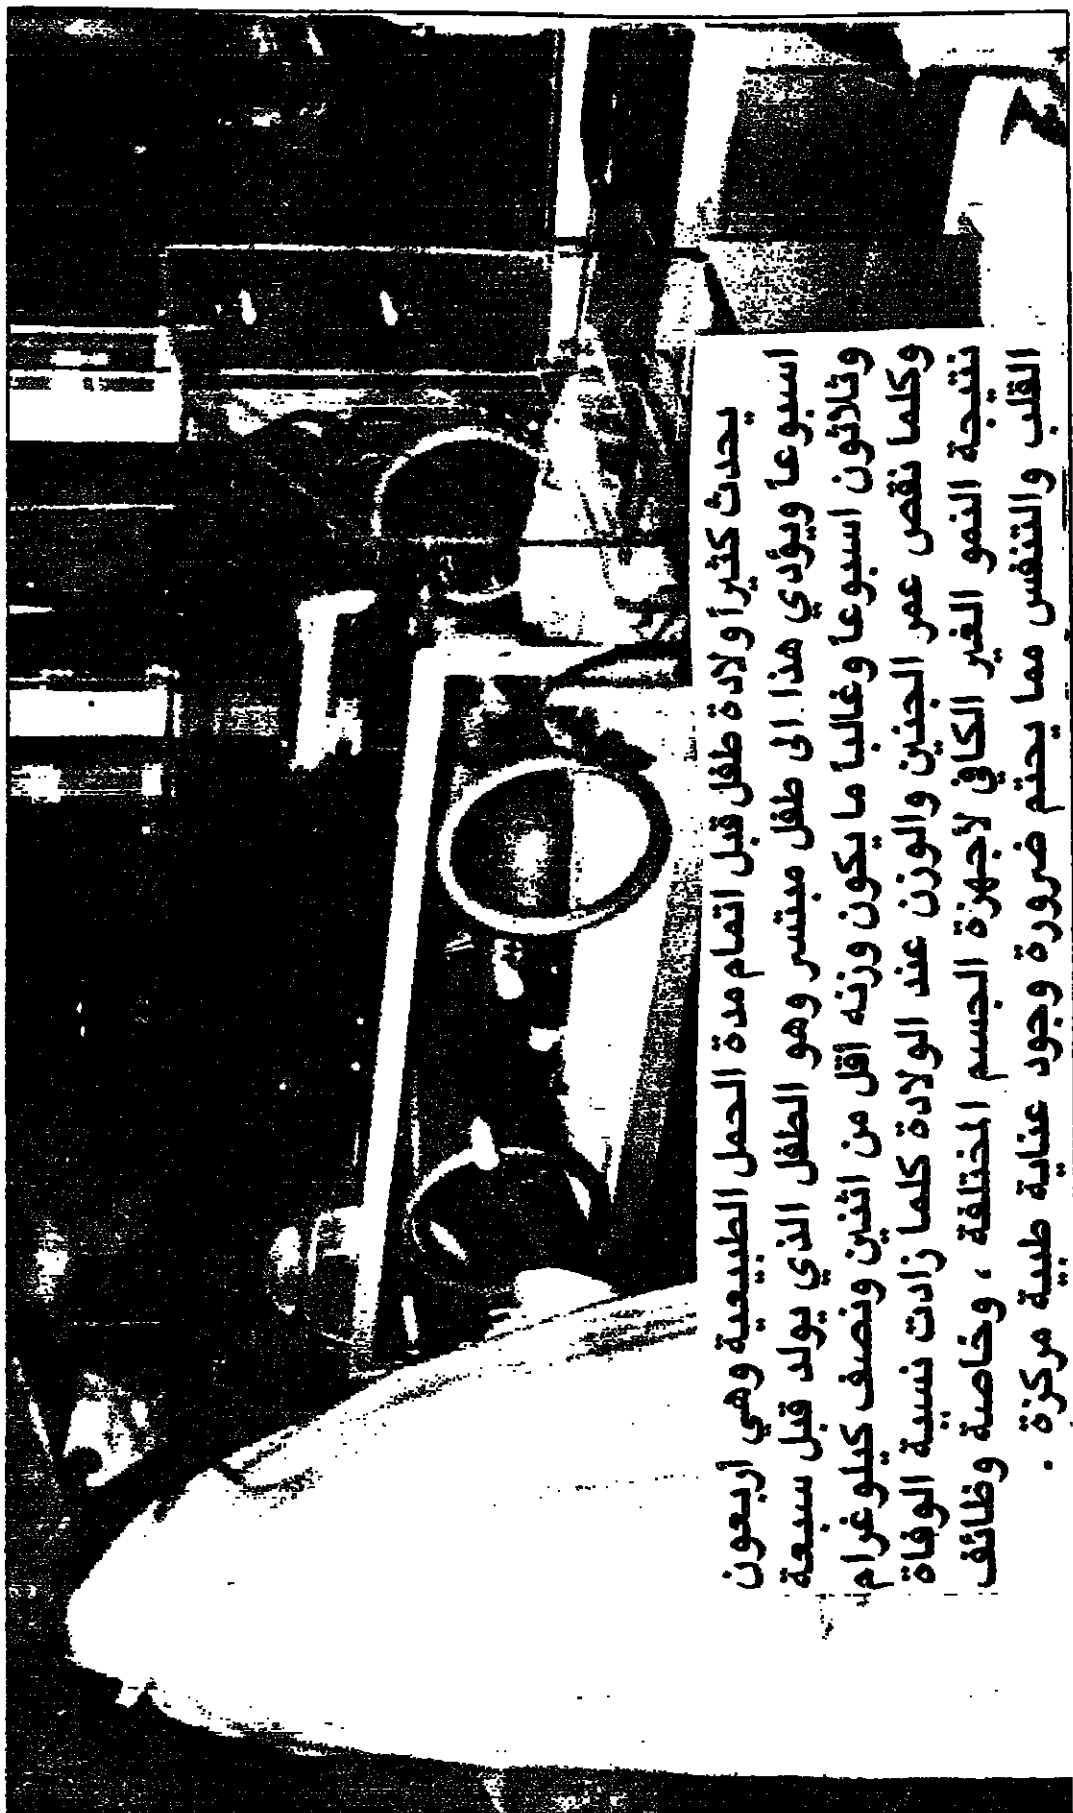 يحدث كثيراً ولادة طفل قبل اتمام مدة الحمل الطبيعية وهي اربعون
اسبوعاً ويؤدي هذا الى طفل مبتسر وهو الطفل الذي يولد قبل سبعة
وثلاثون اسبوعا وغالبا ما يكون وزنه اقل من اثنين ونصف كيلوغرام
وكلما نقص عمر الجنين والوزن عند الولادة كلما زادت نسبة الوفاة
نتيجة النمو الغير الكافي لأجهزة الجسم المختلفة ، وخاصة وظائف
القلب والتنفس مما يحتم ضرورة وجود عناية طبية مركزة .